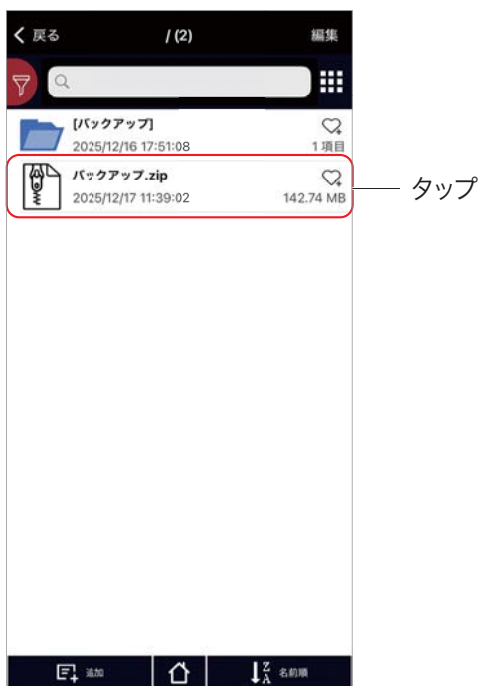 戻る / (2) 編集
[バックアップ]
2025/12/16 17:51:08 1 項目
バックアップ.zip
2025/12/17 11:39:02 142.74 MB
タップ
追加 Z A 名前順